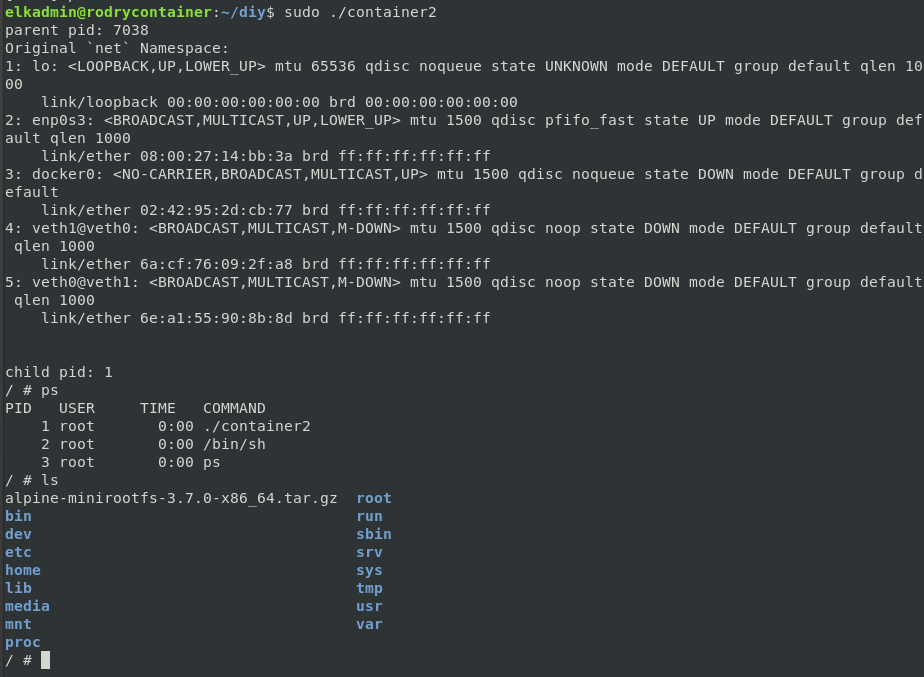 elkadmin@rodrycontainer:~/diy$ sudo ./container2
parent pid: 7038
Original `net` Namespace:
1: lo: <LOOPBACK,UP,LOWER_UP> mtu 65536 qdisc noqueue state UNKNOWN mode DEFAULT group default qlen 10
00
    link/loopback 00:00:00:00:00:00 brd 00:00:00:00:00:00
2: enp0s3: <BROADCAST,MULTICAST,UP,LOWER_UP> mtu 1500 qdisc pfifo_fast state UP mode DEFAULT group def
ault qlen 1000
    link/ether 08:00:27:14:bb:3a brd ff:ff:ff:ff:ff:ff
3: docker0: <NO-CARRIER,BROADCAST,MULTICAST,UP> mtu 1500 qdisc noqueue state DOWN mode DEFAULT group d
efault
    link/ether 02:42:95:2d:cb:77 brd ff:ff:ff:ff:ff:ff
4: veth1@veth0: <BROADCAST,MULTICAST,M-DOWN> mtu 1500 qdisc noop state DOWN mode DEFAULT group default
 qlen 1000
    link/ether 6a:cf:76:09:2f:a8 brd ff:ff:ff:ff:ff:ff
5: veth0@veth1: <BROADCAST,MULTICAST,M-DOWN> mtu 1500 qdisc noop state DOWN mode DEFAULT group default
 qlen 1000
    link/ether 6e:a1:55:90:8b:8d brd ff:ff:ff:ff:ff:ff
child pid: 1
/ # ps
PID   USER     TIME   COMMAND
    1 root       0:00 ./container2
    2 root       0:00 /bin/sh
    3 root       0:00 ps
/ # ls
alpine-minirootfs-3.7.0-x86_64.tar.gz  root
bin                                    run
dev                                    sbin
etc                                    srv
home                                   sys
lib                                    tmp
media                                  usr
mnt                                    var
proc
/ #